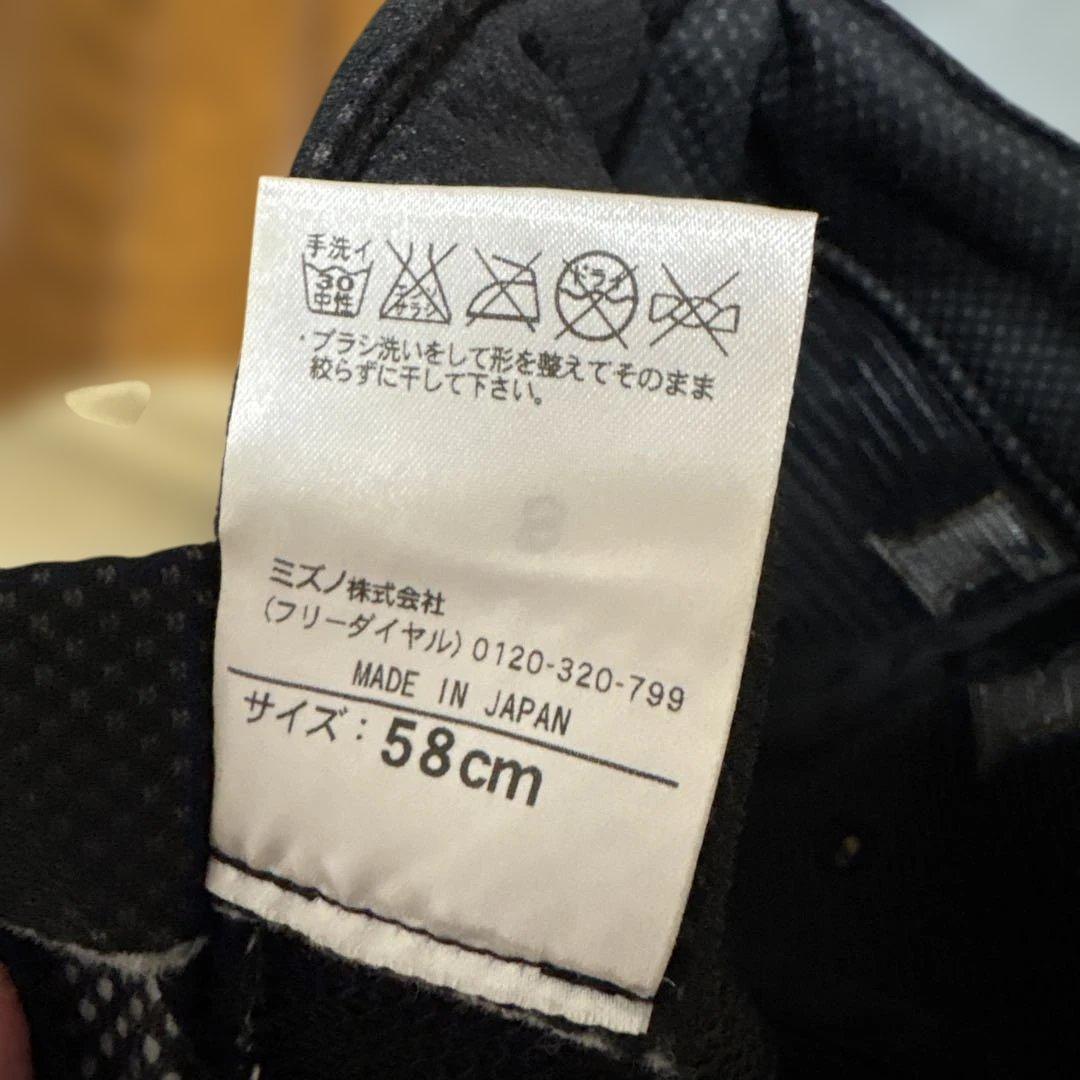 手洗イ
30
中性
エンソ
サラシ
ドライ
・ブラシ洗いをして形を整えてそのまま
絞らずに干して下さい。
ミズノ株式会社
(フリーダイヤル) 0120-320-799
MADE IN JAPAN
サイズ: 58cm